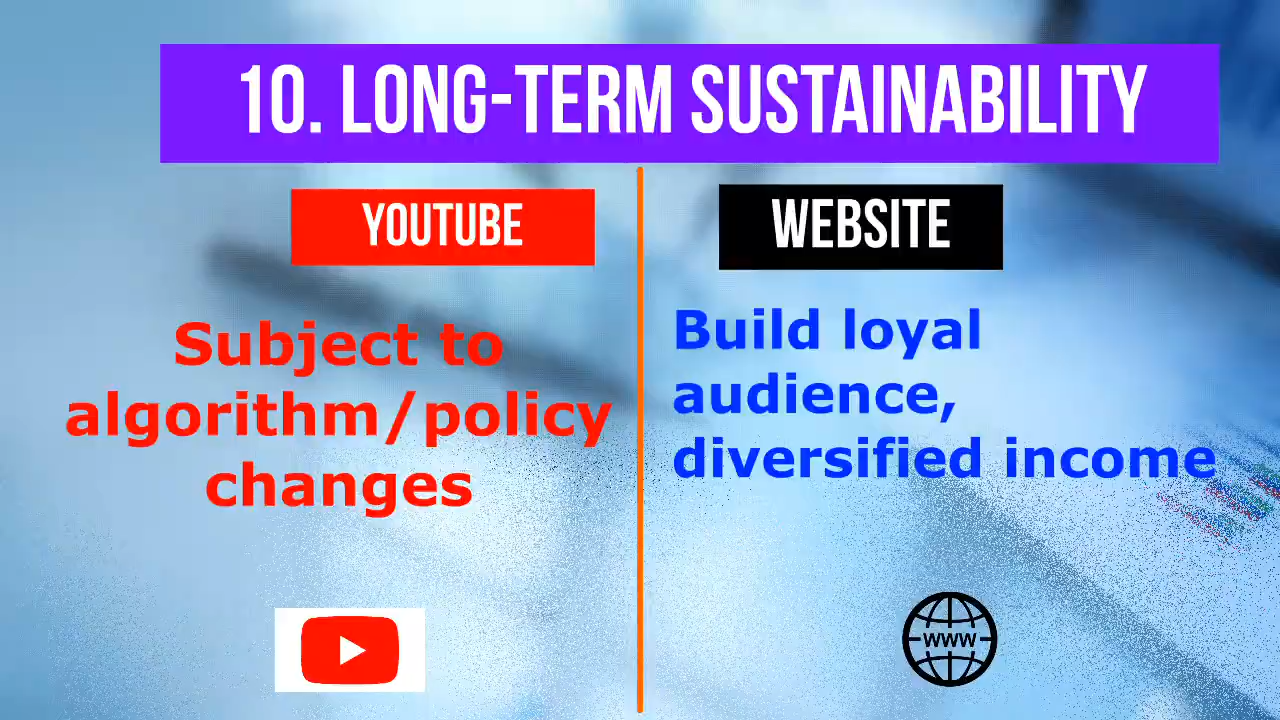 10. LONG-TERM SUSTAINABILITY
YOUTUBE
Subject to
algorithm/policy
changes
WEBSITE
Build loyal
audience,
diversified income
WWW